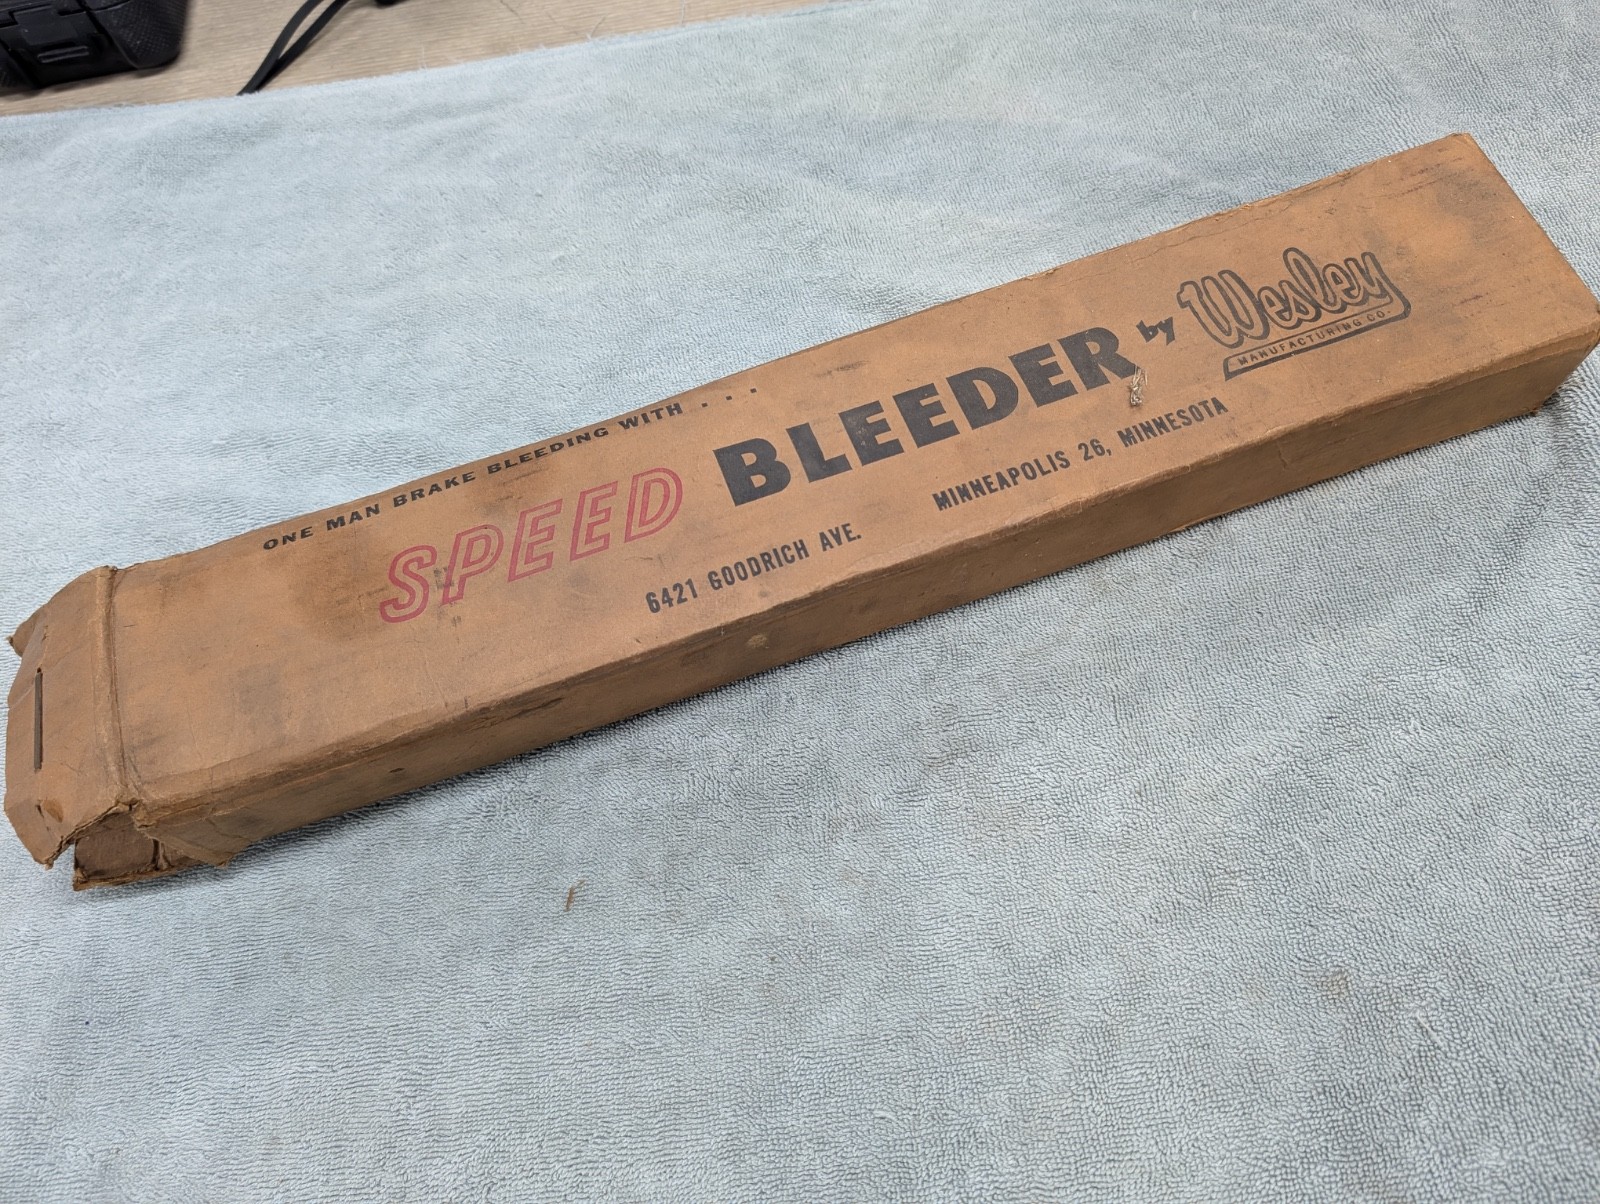 ONE MAN BRAKE BLEEDING WITH . . .
SPEED BLEEDER by Wesley
MANUFACTURING CO.
6421 GOODRICH AVE. MINNEAPOLIS 26, MINNESOTA